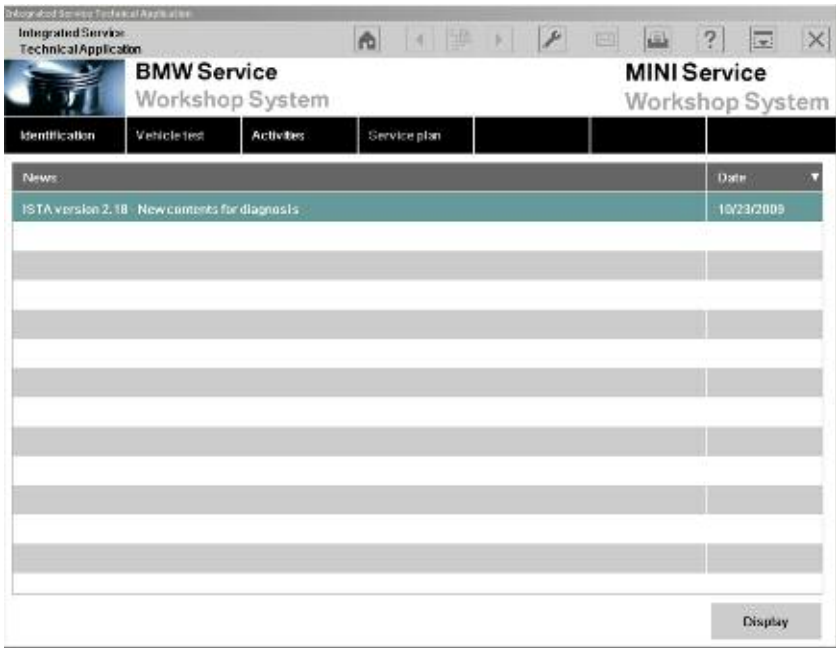 Integrated Service Technical Application
Integrated Service
Technical Application
?
BMW Service
Workshop System
MINI Service
Workshop System
Identification Vehicle test Activities Service plan
News Date
ISTA version 2.18 - New contents for diagnosis 10/23/2009
Display